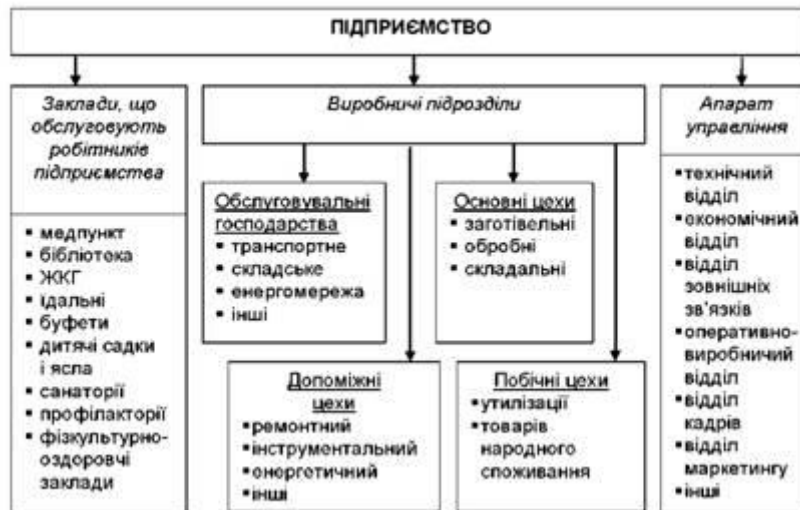 ПІДПРИЄМСТВО
Заклади, що
обслуговують
робітників
підприємства
▪ медпункт
▪ бібліотека
▪ ЖКГ
▪ їдальні
▪ буфети
▪ дитячі садки
і ясла
▪ санаторії
▪ профілакторії
▪ фізкультурно-
оздоровчі
заклади
Виробничі підрозділи
Обслуговувальні
господарства
▪ транспортне
▪ складське
▪ енергомережа
▪ інші
Основні цехи
▪ заготівельні
▪ обробні
▪ складальні
Допоміжні
цехи
▪ ремонтний
▪ інструментальний
▪ енергетичний
▪ інші
Побічні цехи
▪ утилізації
▪ товарів
народного
споживання
Апарат
управління
▪ технічний
відділ
▪ економічний
відділ
▪ відділ
зовнішніх
зв'язків
▪ оперативно-
виробничий
відділ
▪ відділ
кадрів
▪ відділ
маркетингу
▪ інші